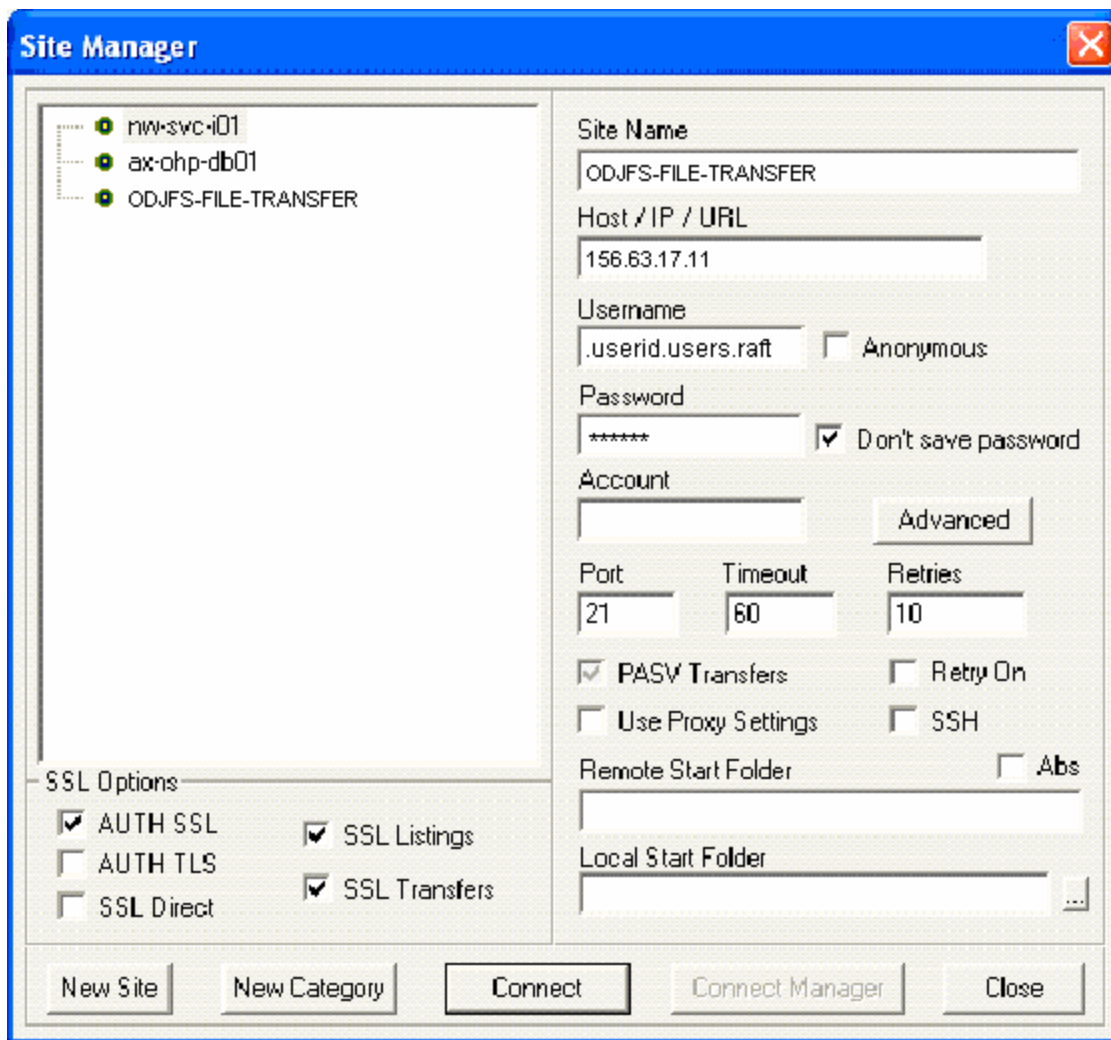 Site Manager
nw-svc-i01
ax-ohp-db01
ODJFS-FILE-TRANSFER
SSL Options
AUTH SSL
SSL Listings
AUTH TLS
SSL Transfers
SSL Direct
Site Name
ODJFS-FILE-TRANSFER
Host / IP / URL
156.63.17.11
Username
.userid.users.raft Anonymous
Password
****** Don't save password
Account
Advanced
Port Timeout Retries
21 60 10
PASV Transfers Retry On
Use Proxy Settings SSH
Remote Start Folder Abs
Local Start Folder
...
New Site New Category Connect Connect Manager Close